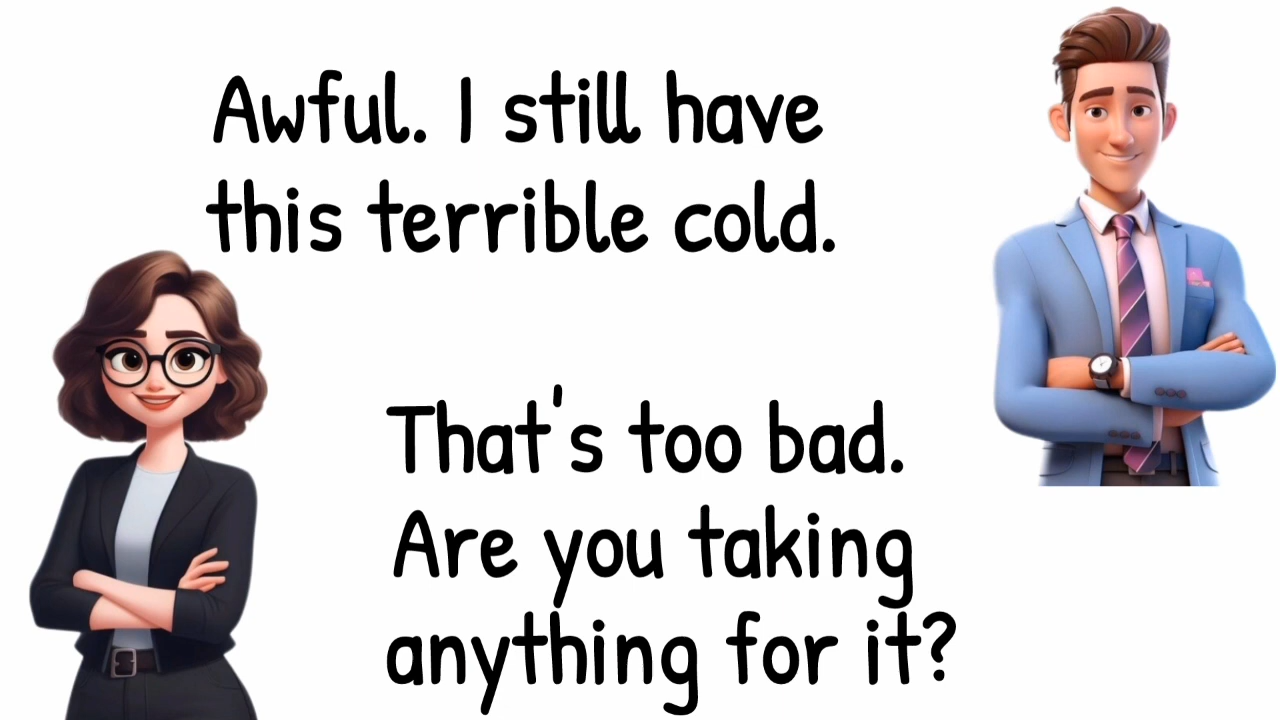 Awful. I still have
this terrible cold.
That's too bad.
Are you taking
anything for it?